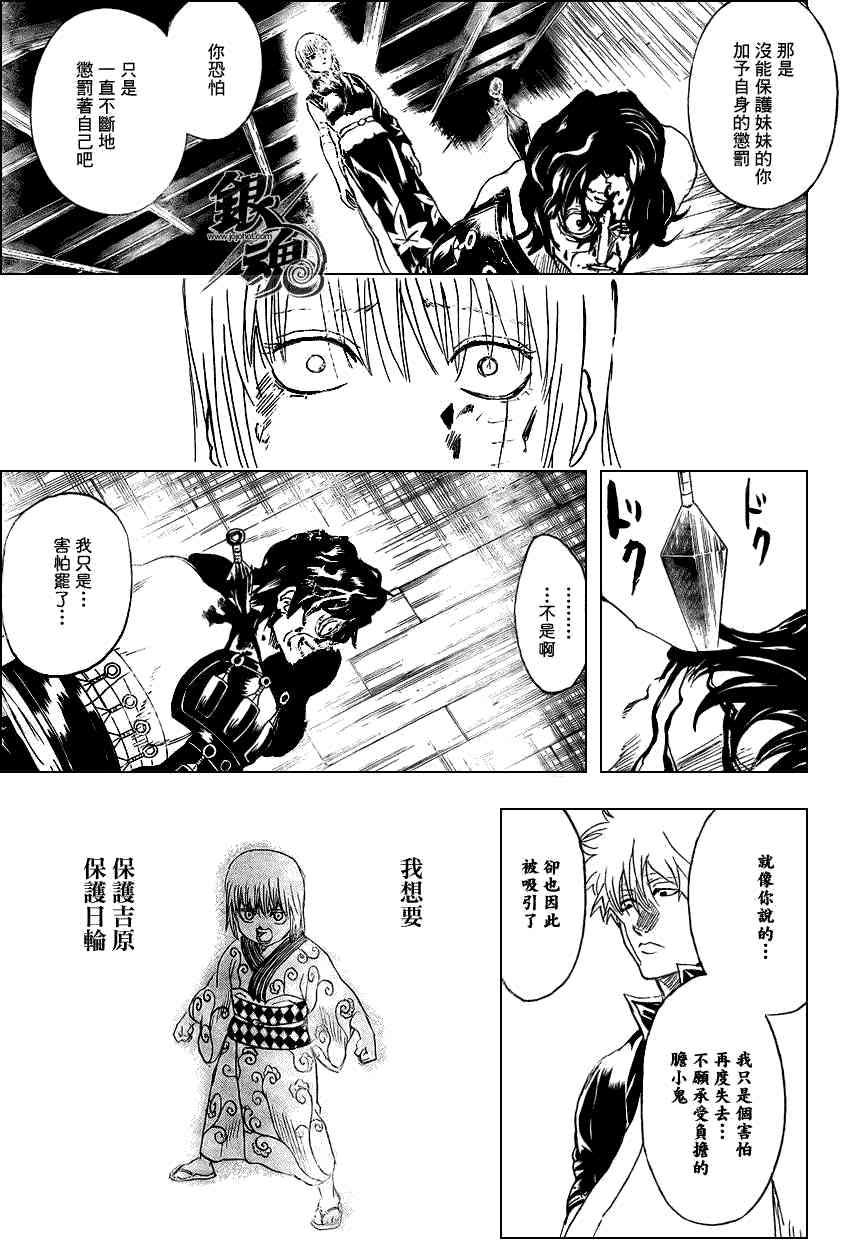 那是
沒能保護妹妹的你
加予自身的懲罰
你恐怕
只是
一直不斷地
懲罰著自己吧
銀魂
www.jojohot.com
ドクドク
…………
…不是啊
我只是…
害怕罷了…
就像你說的…
我只是個害怕
再度失去…
不願承受負擔的
膽小鬼
卻也因此
被吸引了
我想要
保護吉原
保護日輪